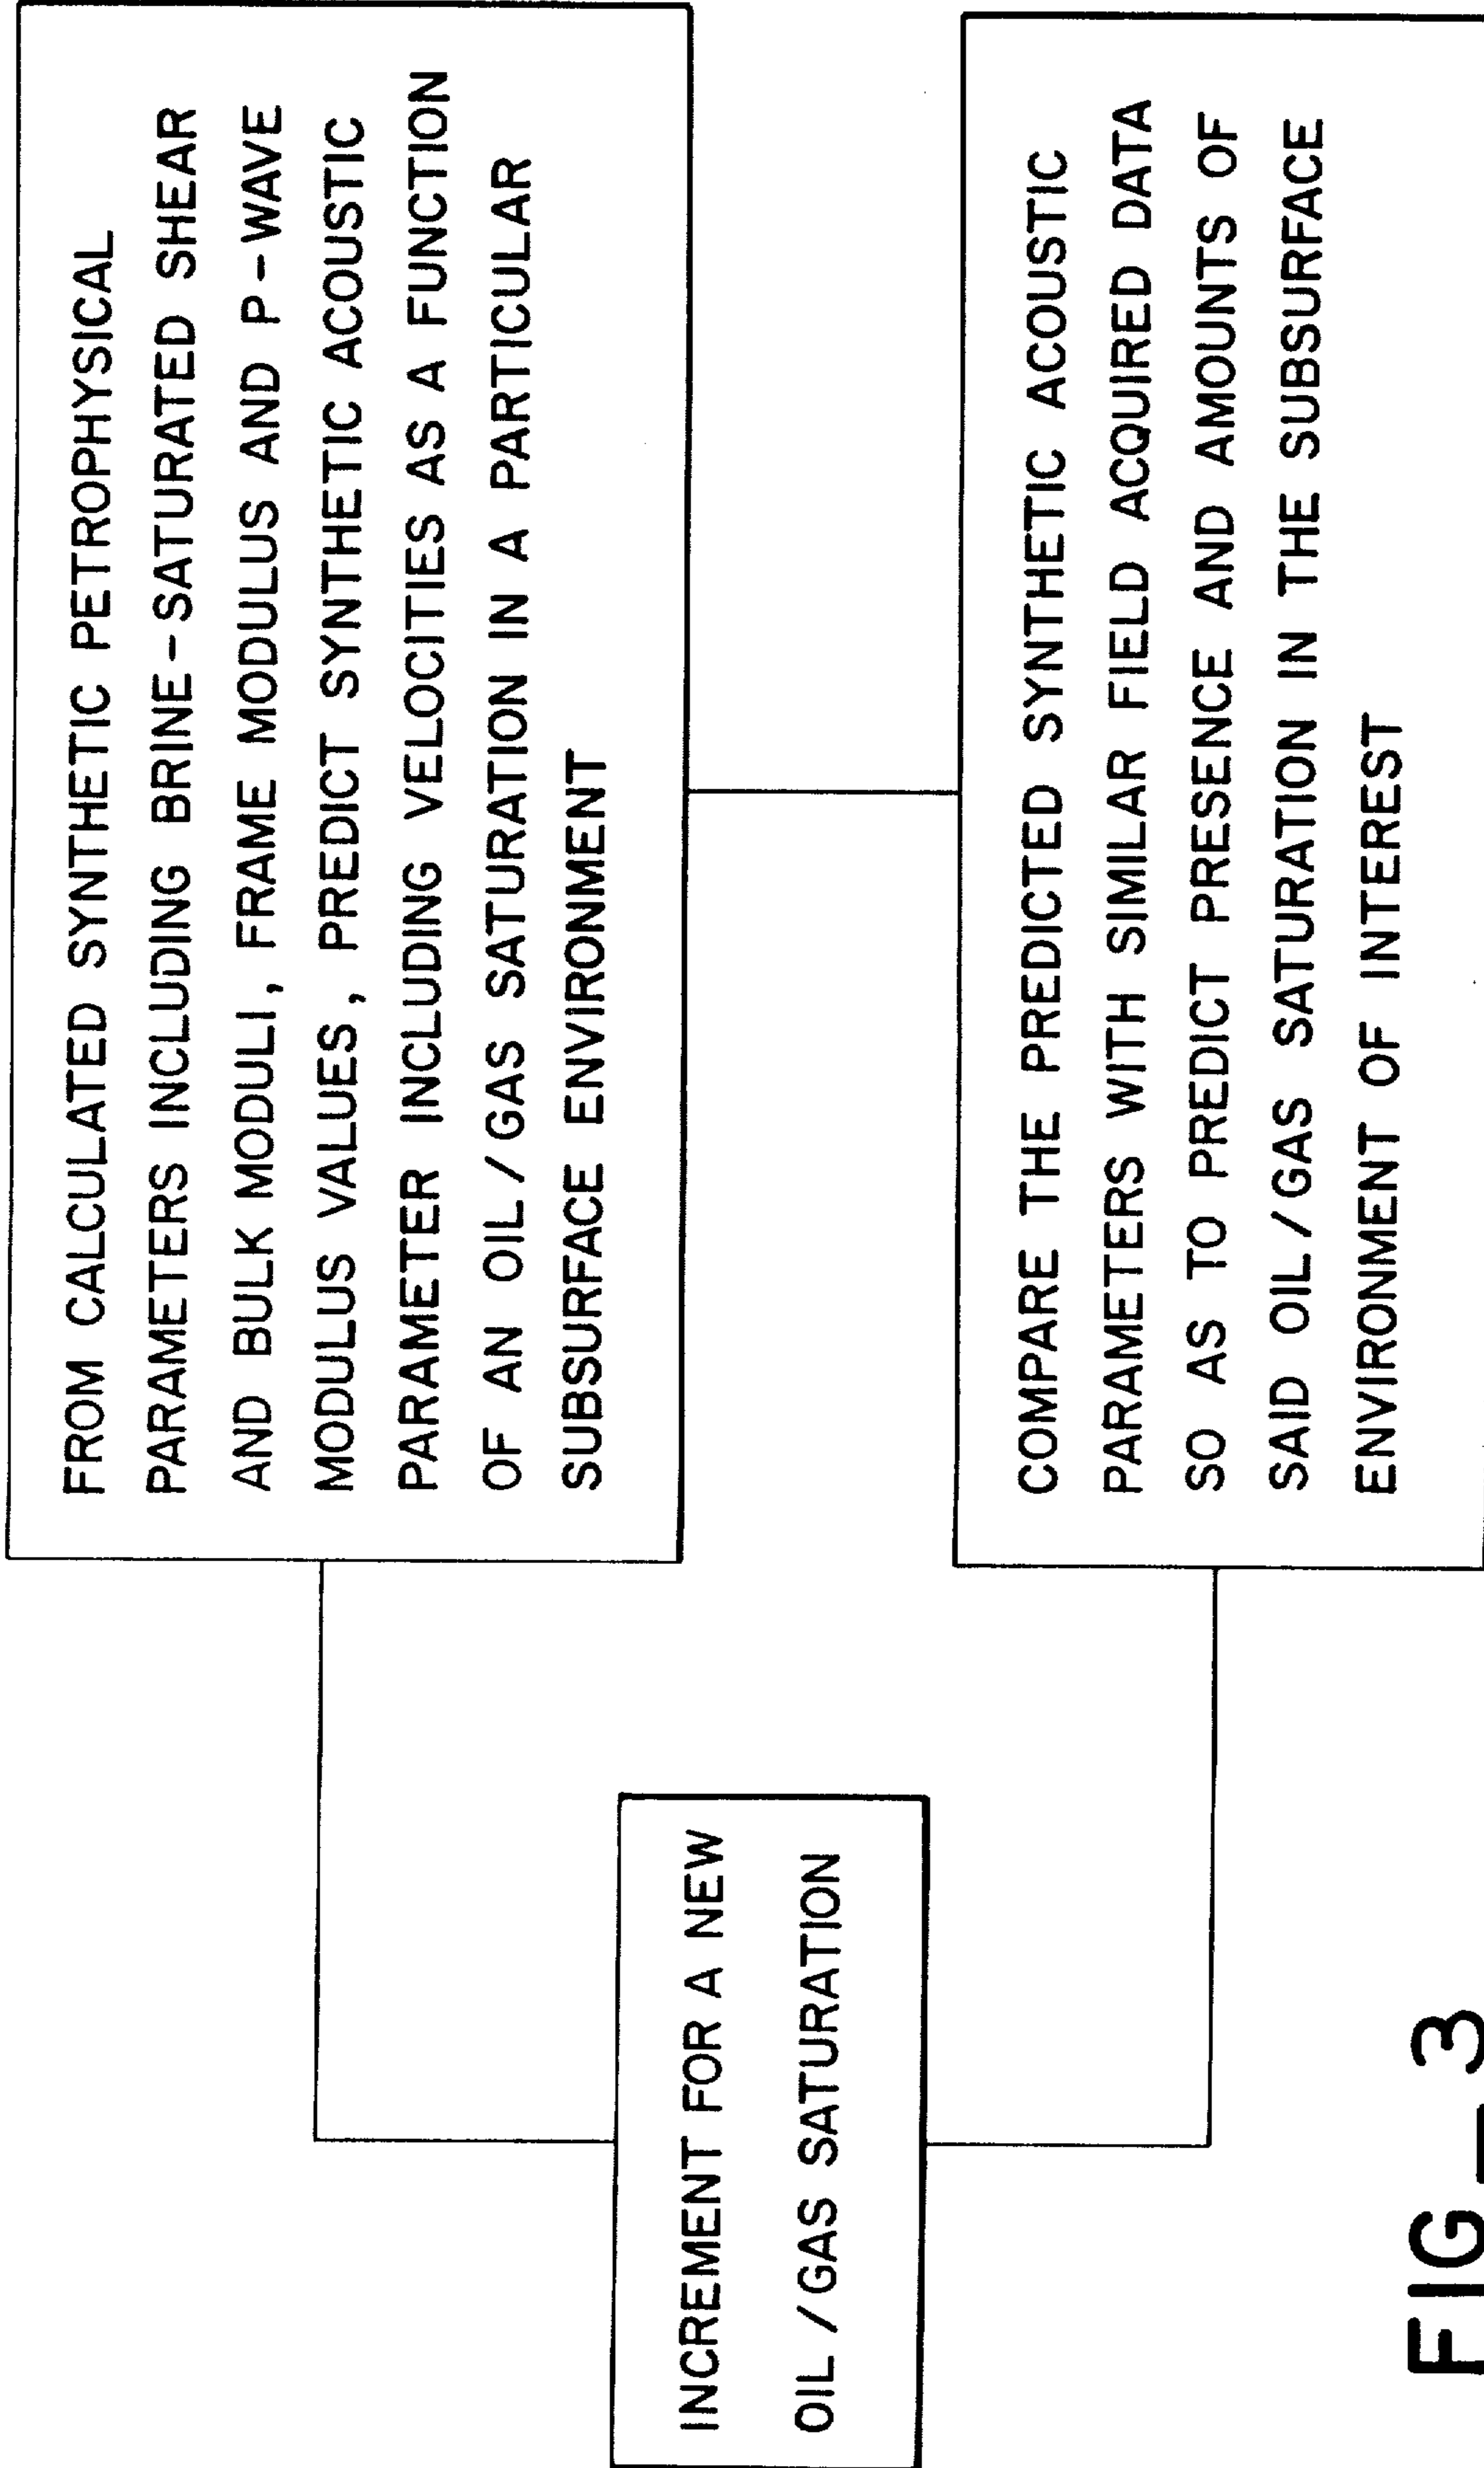 FROM CALCULATED SYNTHETIC PETROPHYSICAL
PARAMETERS INCLUDING BRINE-SATURATED SHEAR
AND BULK MODULI, FRAME MODULUS AND P-WAVE
MODULUS VALUES, PREDICT SYNTHETIC ACOUSTIC
PARAMETER INCLUDING VELOCITIES AS A FUNCTION
OF AN OIL/GAS SATURATION IN A PARTICULAR
SUBSURFACE ENVIRONMENT
INCREMENT FOR A NEW
OIL/GAS SATURATION
COMPARE THE PREDICTED SYNTHETIC ACOUSTIC
PARAMETERS WITH SIMILAR FIELD ACQUIRED DATA
SO AS TO PREDICT PRESENCE AND AMOUNTS OF
SAID OIL/GAS SATURATION IN THE SUBSURFACE
ENVIRONMENT OF INTEREST
FIG_3